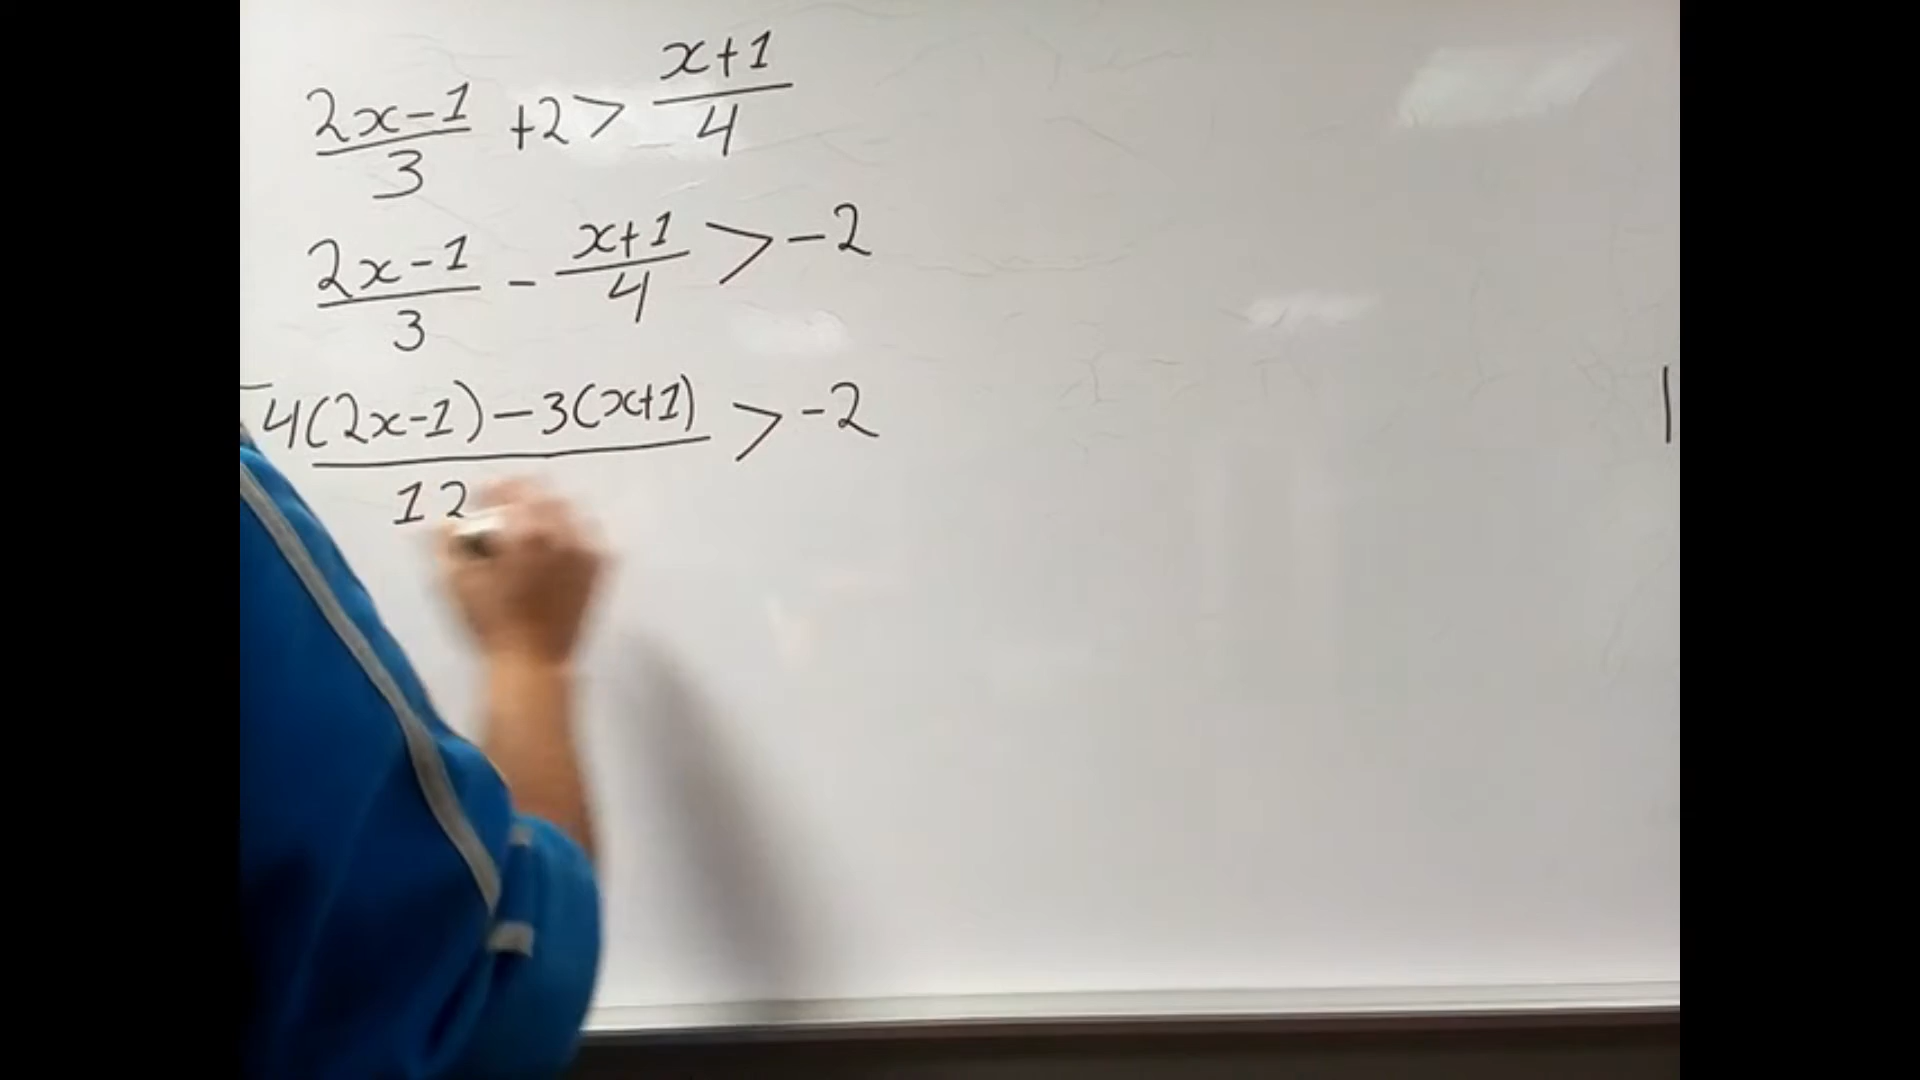 (2x-1)/3 +2 > (x+1)/4
(2x-1)/3 - (x+1)/4 > -2
(4(2x-1)-3(x+1))/12 > -2